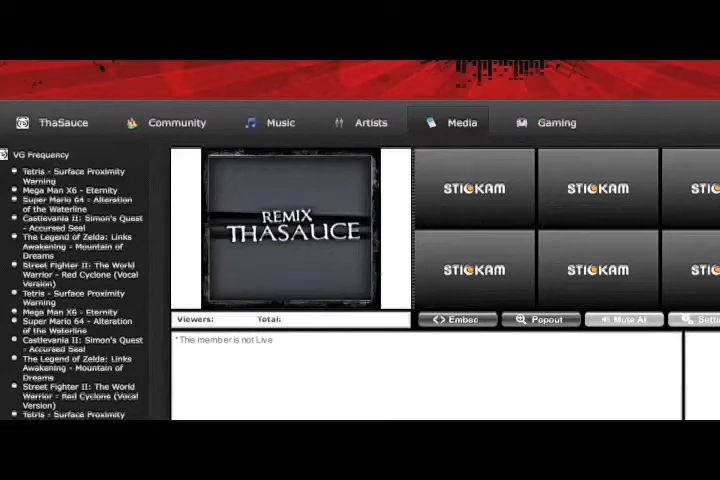 ThaSauce
Community
Music
Artists
Media
Gaming
VG Frequency
Tetris - Surface Proximity
Warning
Mega Man X6 - Eternity
Super Mario 64 - Alteration
of the Waterline
Castlevania II: Simon's Quest
- Accursed Seal
The Legend of Zelda: Links
Awakening - Mountain of
Dreams
Street Fighter II: The World
Warrior - Red Cyclone (Vocal
Version)
Tetris - Surface Proximity
Warning
Mega Man X6 - Eternity
Super Mario 64 - Alteration
of the Waterline
Castlevania II: Simon's Quest
- Accursed Seal
The Legend of Zelda: Links
Awakening - Mountain of
Dreams
Street Fighter II: The World
Warrior - Red Cyclone (Vocal
Version)
Tetris - Surface Proximity
REMIX
THASAUCE
STICKAM
STICKAM
STICK
STICKAM
STICKAM
STICK
Viewers:
Total:
Embed
Popout
Mute All
Setti
*This member is not Live